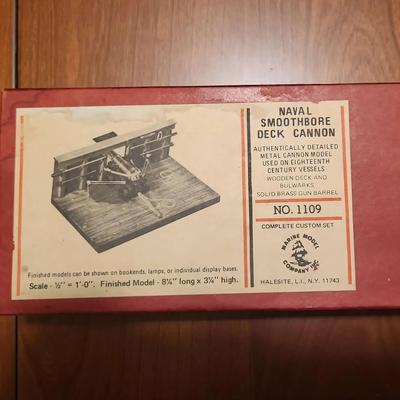 NAVAL
SMOOTHBORE
DECK CANNON
AUTHENTICALLY DETAILED
METAL CANNON MODEL
USED ON EIGHTEENTH
CENTURY VESSELS
WOODEN DECK AND
BULWARKS
SOLID BRASS GUN BARREL
NO. 1109
COMPLETE CUSTOM SET
MARINE MODEL
COMPANY INC
HALESITE, L.I., N.Y. 11743
Finished models can be shown on bookends, lamps, or individual display bases.
Scale - ½" = 1'-0". Finished Model - 8¼" long x 3¼" high.